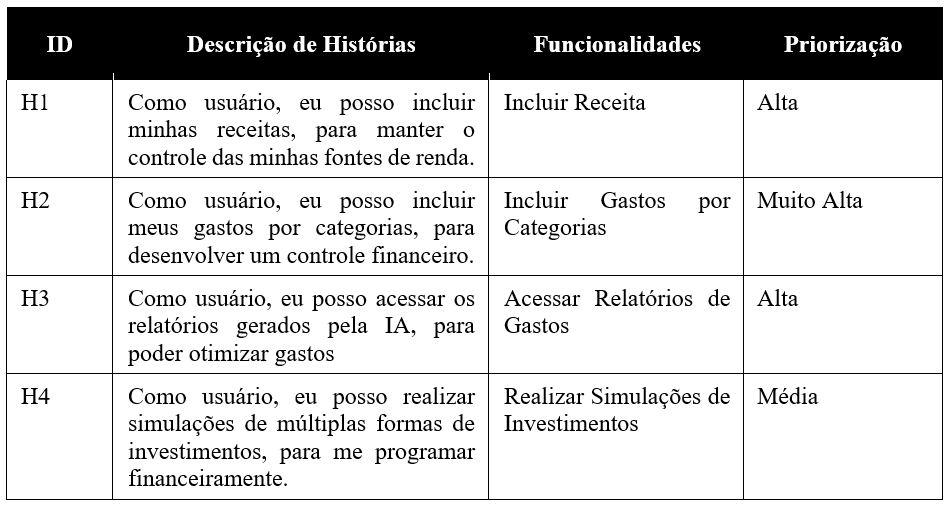 ID Descrição de Histórias Funcionalidades Priorização
H1 Como usuário, eu posso incluir Incluir Receita Alta
minhas receitas, para manter o
controle das minhas fontes de renda.
H2 Como usuário, eu posso incluir Incluir Gastos por Muito Alta
meus gastos por categorias, para Categorias
desenvolver um controle financeiro.
H3 Como usuário, eu posso acessar os Acessar Relatórios de Alta
relatórios gerados pela IA, para Gastos
poder otimizar gastos
H4 Como usuário, eu posso realizar Realizar Simulações de Média
simulações de múltiplas formas de Investimentos
investimentos, para me programar
financeiramente.